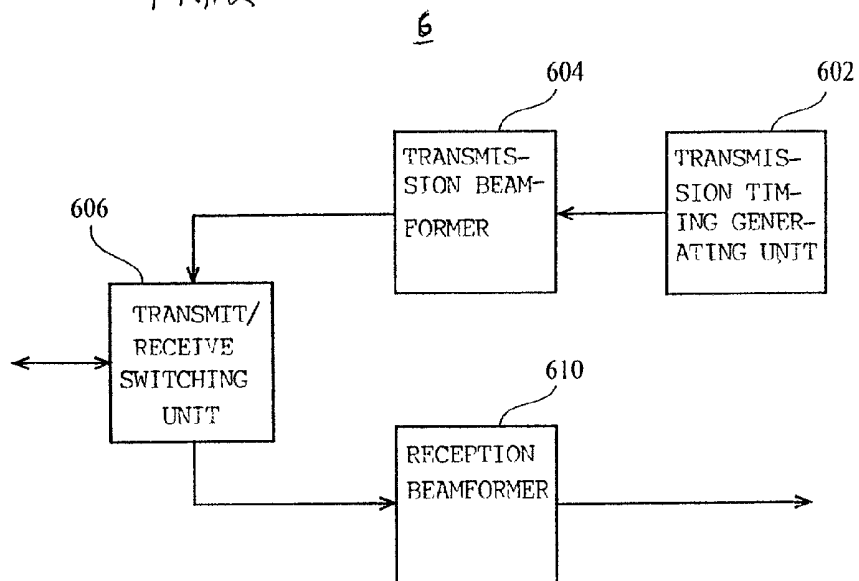 6
604
602
TRANSMIS-
SION BEAM-
FORMER
TRANSMIS-
SION TIM-
ING GENER-
ATING UNIT
606
TRANSMIT/
RECEIVE
SWITCHING
UNIT
610
RECEPTION
BEAMFORMER